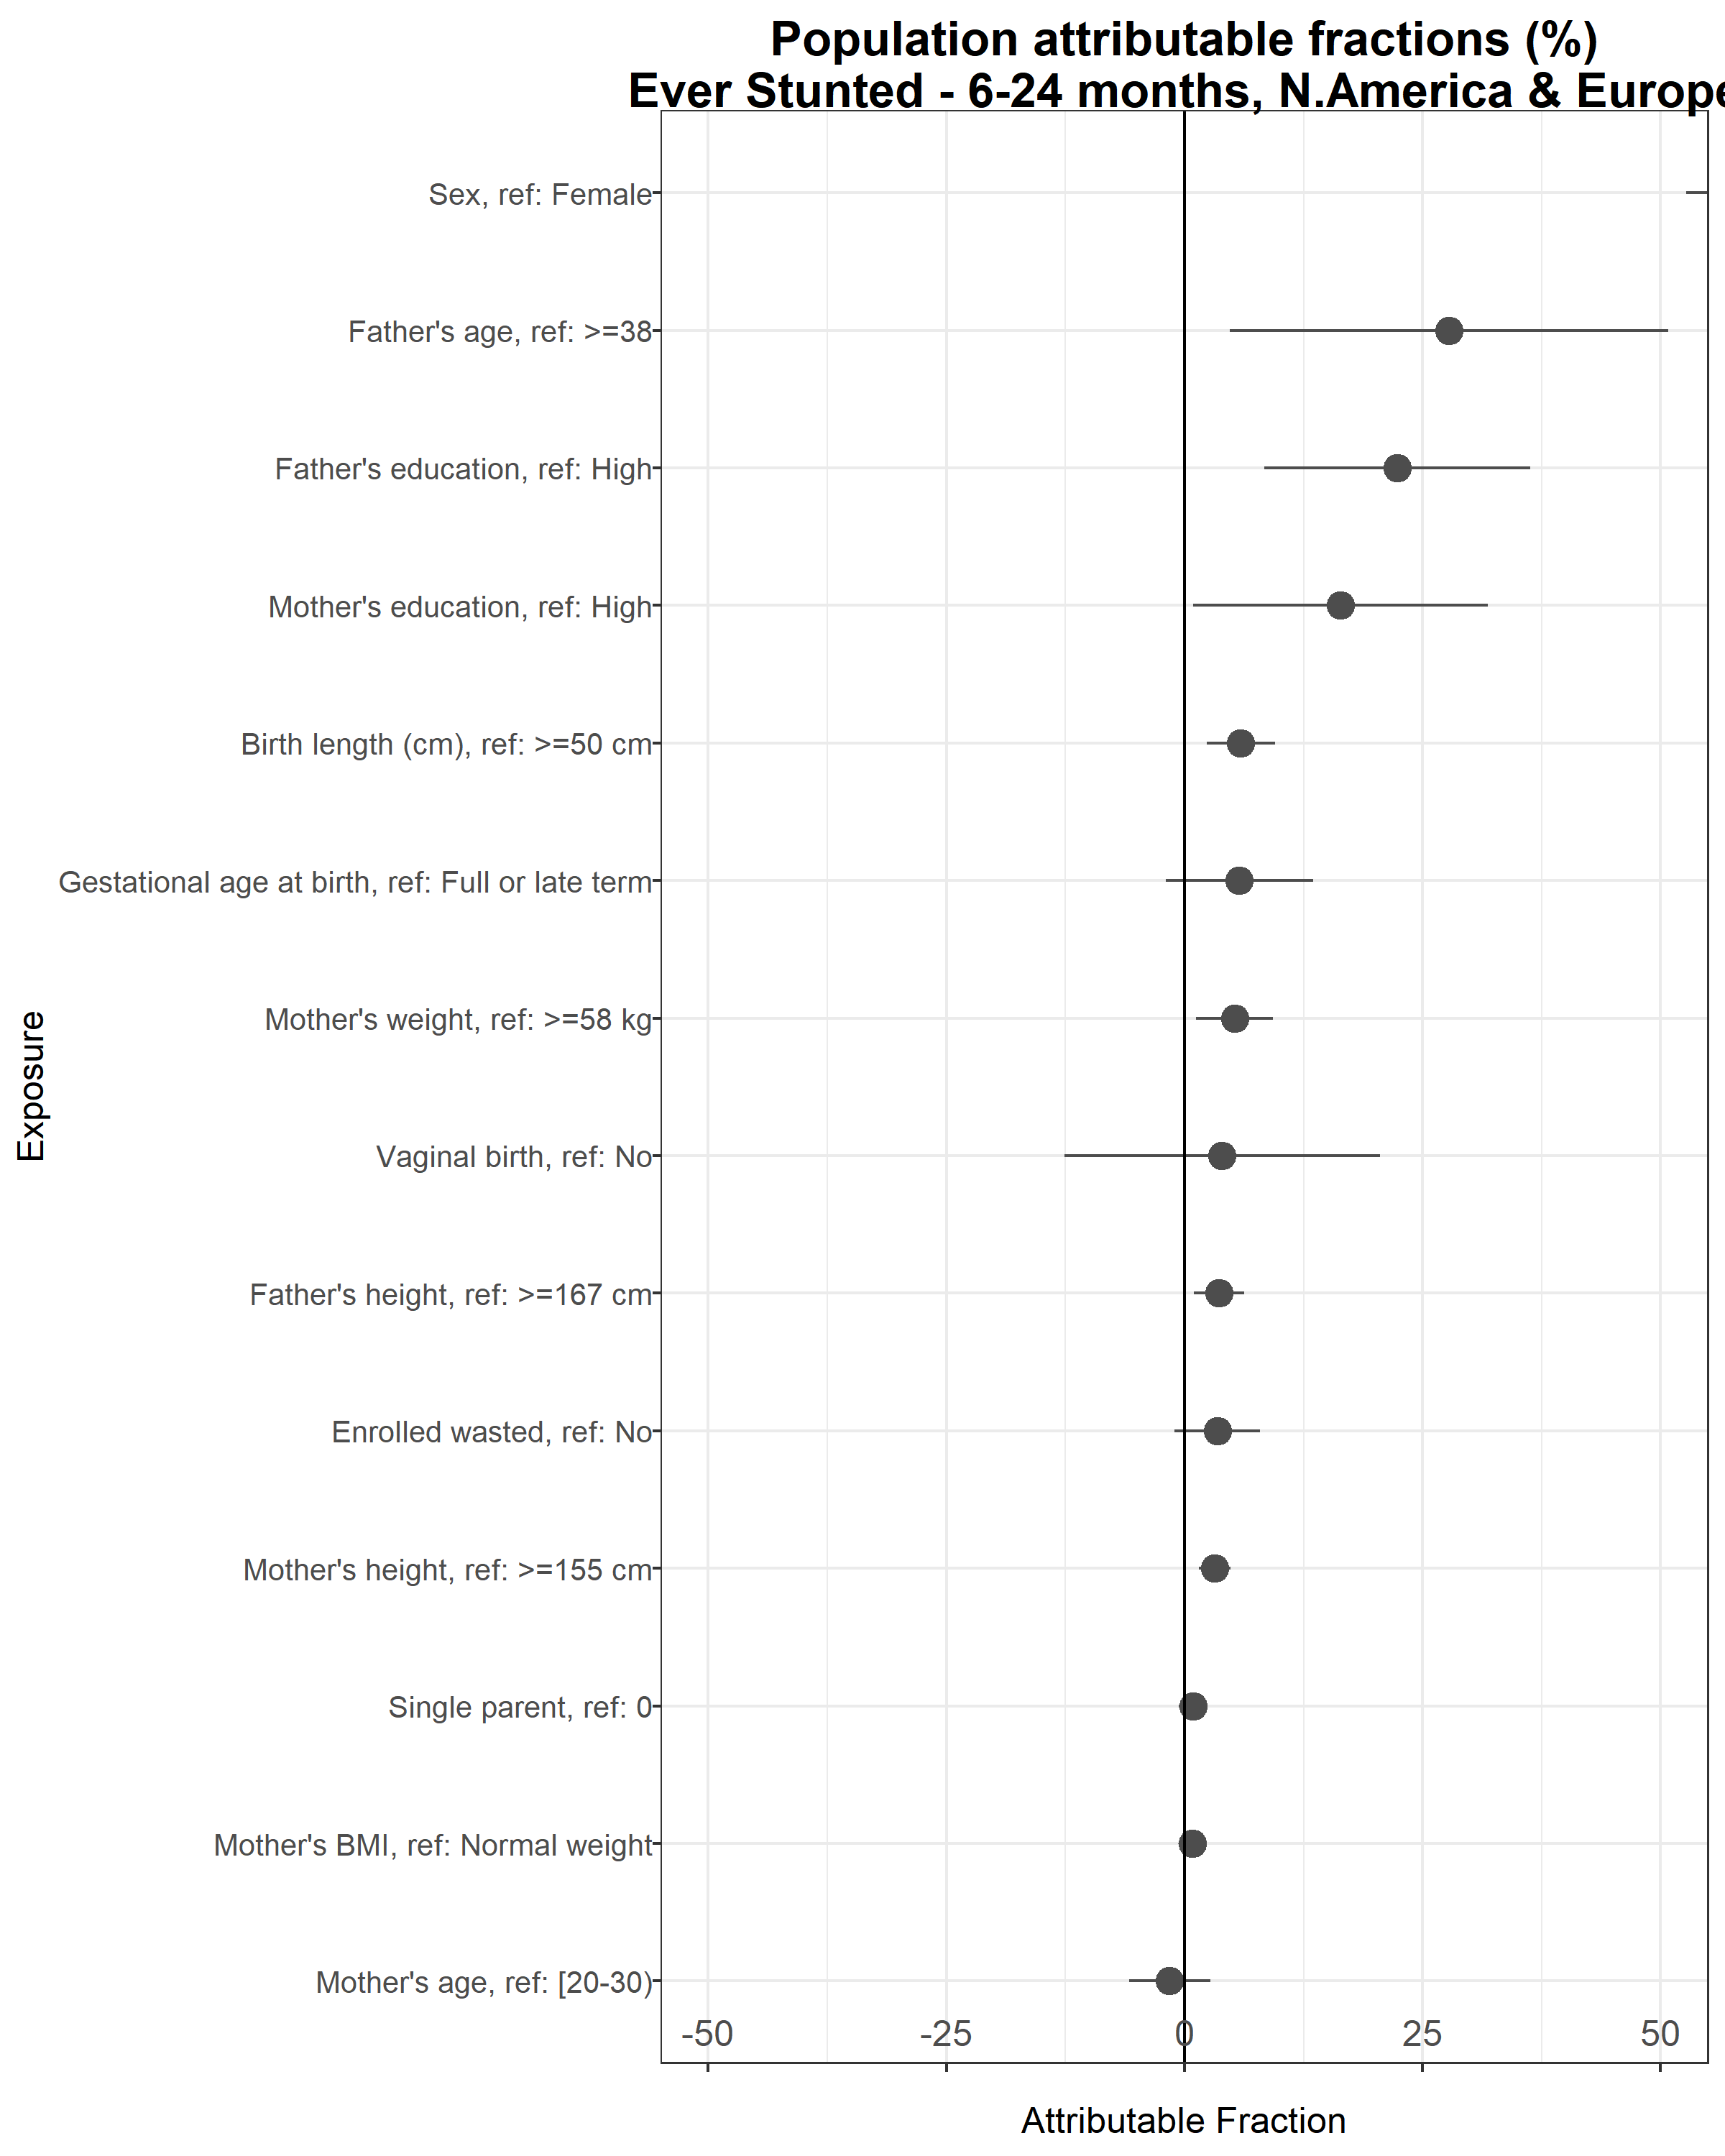 Population attributable fractions (%)
Ever Stunted - 6-24 months, N.America & Europe
Sex, ref: Female
Father's age, ref: >=38
Father's education, ref: High
Mother's education, ref: High
Birth length (cm), ref: >=50 cm
Gestational age at birth, ref: Full or late term
Mother's weight, ref: >=58 kg
Vaginal birth, ref: No
Father's height, ref: >=167 cm
Enrolled wasted, ref: No
Mother's height, ref: >=155 cm
Single parent, ref: 0
Mother's BMI, ref: Normal weight
Mother's age, ref: [20-30)
Exposure
-50 -25 0 25 50
Attributable Fraction